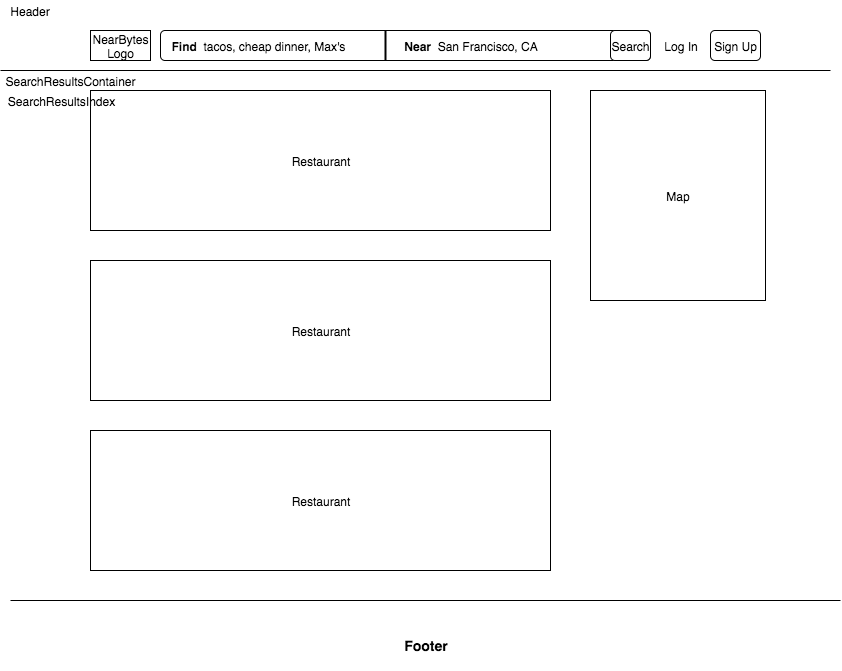 Header
NearBytes
Logo
Find tacos, cheap dinner, Max's
Near San Francisco, CA
Search
Log In
Sign Up
SearchResultsContainer
SearchResultsIndex
Restaurant
Map
Restaurant
Restaurant
Footer